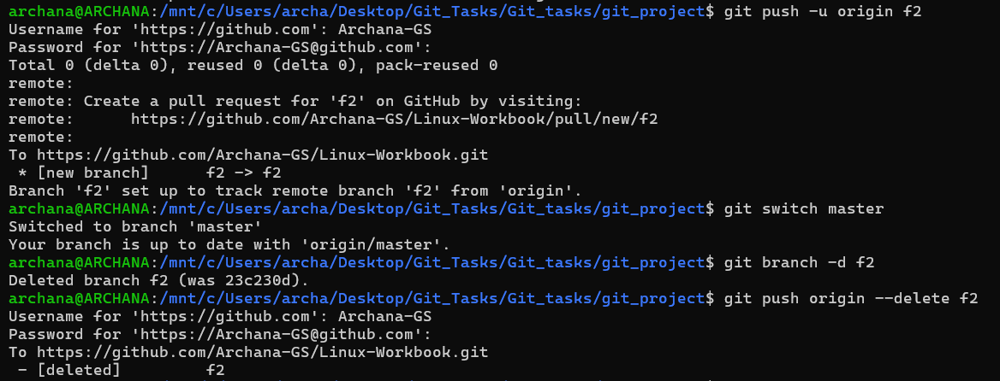 archana@ARCHANA:/mnt/c/Users/archa/Desktop/Git_Tasks/Git_tasks/git_project$ git push -u origin f2
Username for 'https://github.com': Archana-GS
Password for 'https://Archana-GS@github.com':
Total 0 (delta 0), reused 0 (delta 0), pack-reused 0
remote:
remote: Create a pull request for 'f2' on GitHub by visiting:
remote:      https://github.com/Archana-GS/Linux-Workbook/pull/new/f2
remote:
To https://github.com/Archana-GS/Linux-Workbook.git
 * [new branch]      f2 -> f2
Branch 'f2' set up to track remote branch 'f2' from 'origin'.
archana@ARCHANA:/mnt/c/Users/archa/Desktop/Git_Tasks/Git_tasks/git_project$ git switch master
Switched to branch 'master'
Your branch is up to date with 'origin/master'.
archana@ARCHANA:/mnt/c/Users/archa/Desktop/Git_Tasks/Git_tasks/git_project$ git branch -d f2
Deleted branch f2 (was 23c230d).
archana@ARCHANA:/mnt/c/Users/archa/Desktop/Git_Tasks/Git_tasks/git_project$ git push origin --delete f2
Username for 'https://github.com': Archana-GS
Password for 'https://Archana-GS@github.com':
To https://github.com/Archana-GS/Linux-Workbook.git
 - [deleted]         f2